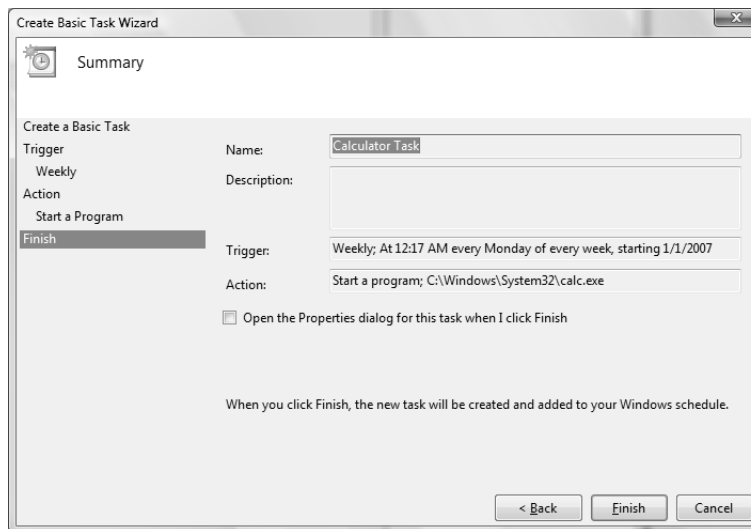 Create Basic Task Wizard
Summary
Create a Basic Task
Trigger
Weekly
Action
Start a Program
Finish
Name: Calculator Task
Description:
Trigger: Weekly; At 12:17 AM every Monday of every week, starting 1/1/2007
Action: Start a program; C:\Windows\System32\calc.exe
Open the Properties dialog for this task when I click Finish
When you click Finish, the new task will be created and added to your Windows schedule.
< Back Finish Cancel